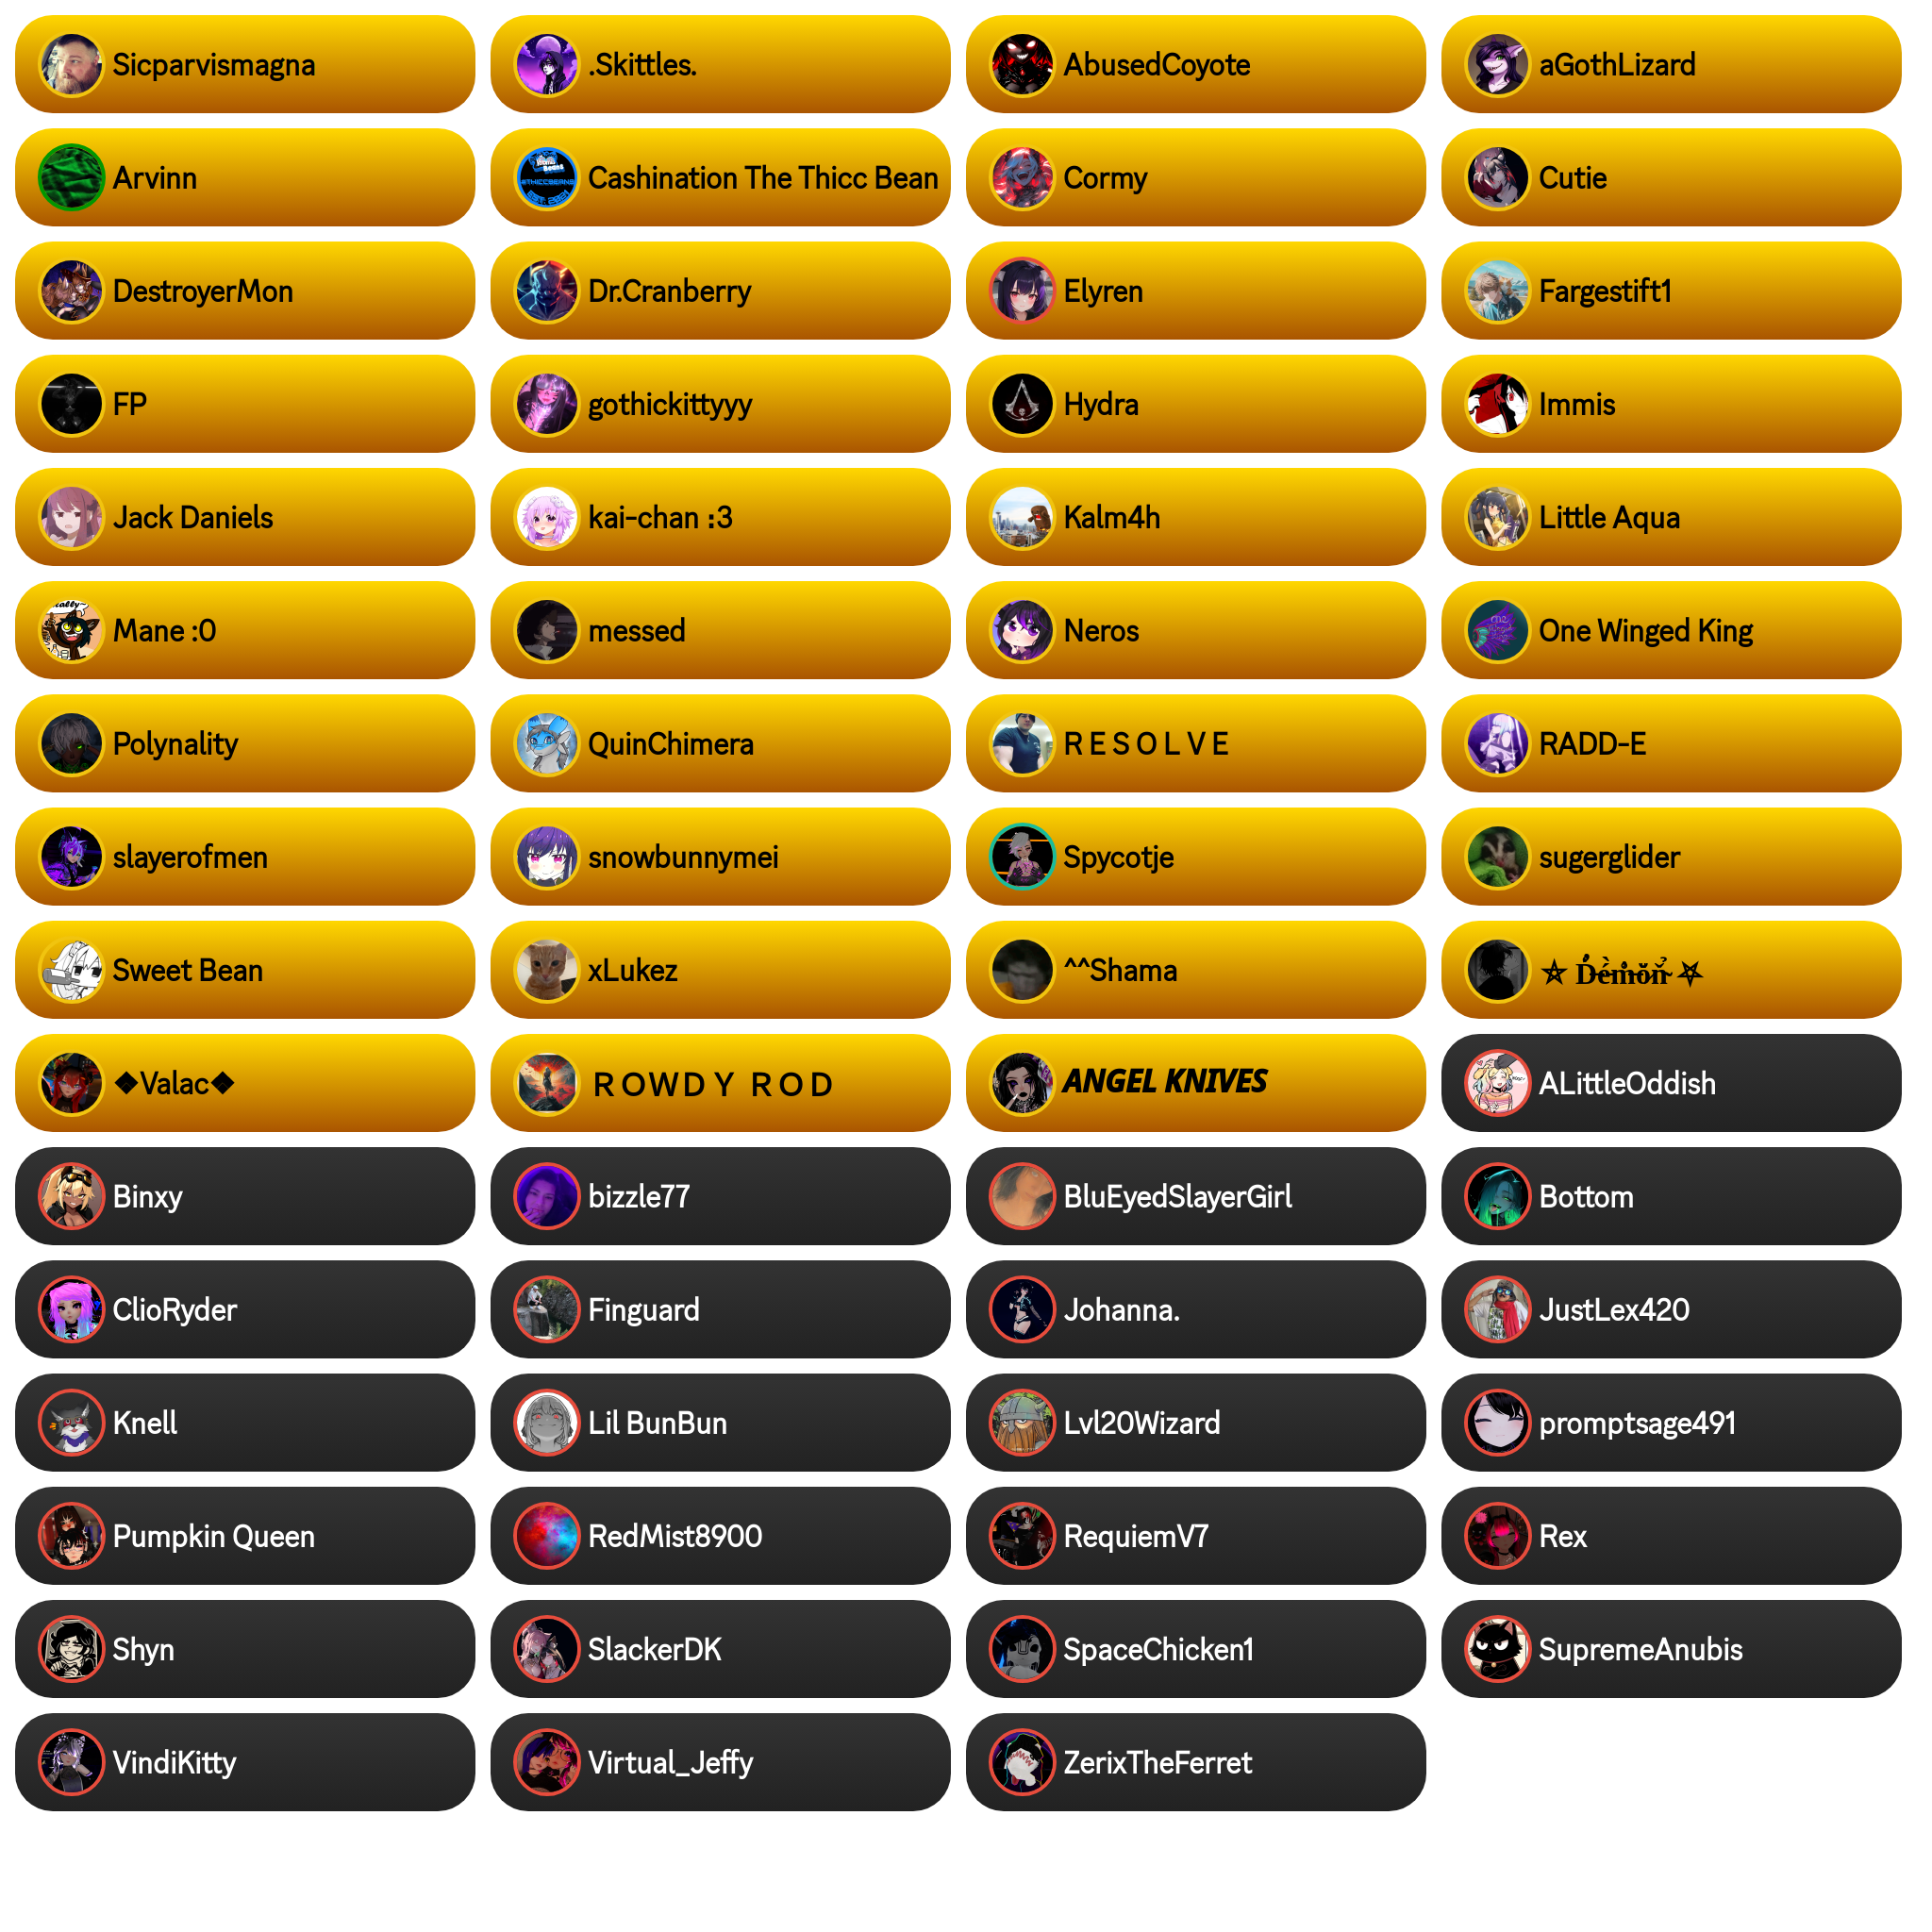 Sicparvismagna
.Skittles.
AbusedCoyote
aGothLizard
Arvinn
Cashination The Thicc Bean
Cormy
Cutie
DestroyerMon
Dr.Cranberry
Elyren
Fargestift1
FP
gothickittyyy
Hydra
Immis
Jack Daniels
kai-chan :3
Kalm4h
Little Aqua
Mane :0
messed
Neros
One Winged King
Polynality
QuinChimera
R E S O L V E
RADD-E
slayerofmen
snowbunnymei
Spycotje
sugerglider
Sweet Bean
xLukez
^^Shama
⛤ Démon ⛧
❖Valac❖
ROWDY ROD
ANGEL KNIVES
ALittleOddish
Binxy
bizzle77
BluEyedSlayerGirl
Bottom
ClioRyder
Finguard
Johanna.
JustLex420
Knell
Lil BunBun
Lvl20Wizard
promptsage491
Pumpkin Queen
RedMist8900
RequiemV7
Rex
Shyn
SlackerDK
SpaceChicken1
SupremeAnubis
VindiKitty
Virtual_Jeffy
ZerixTheFerret